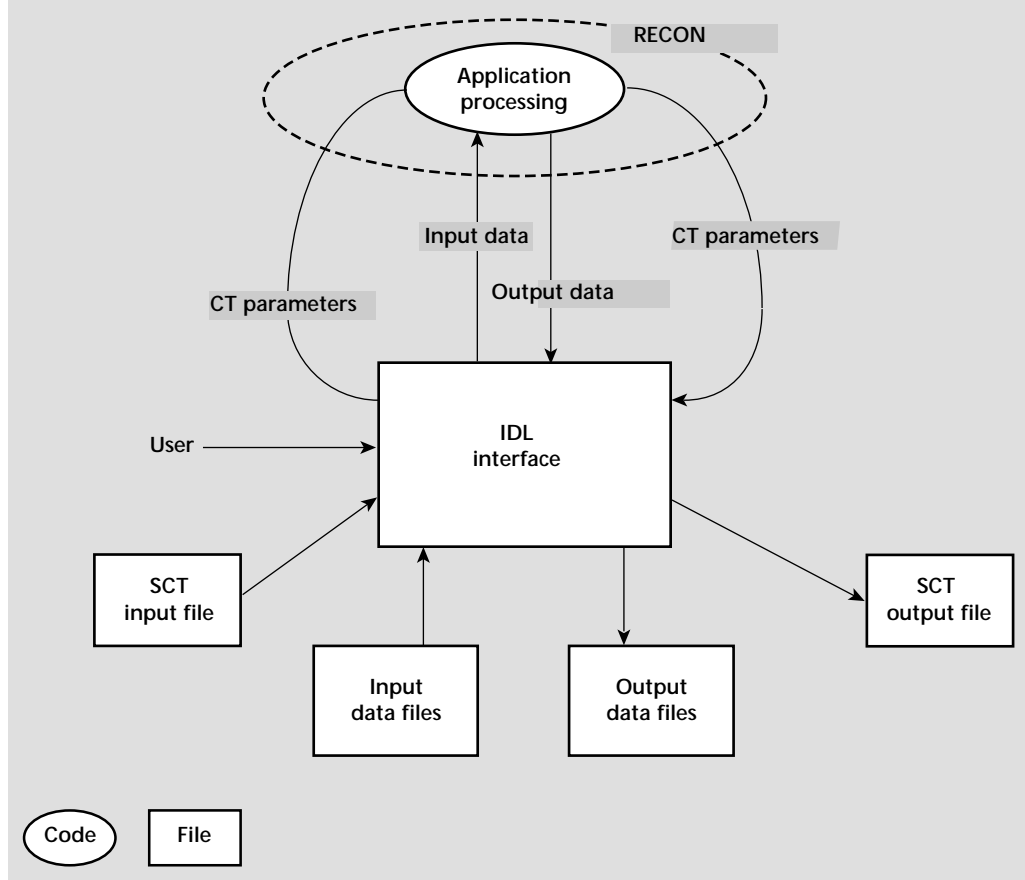 RECON
Application
processing
Input data
CT parameters
Output data
CT parameters
User
IDL
interface
SCT
input file
SCT
output file
Input
data files
Output
data files
Code
File